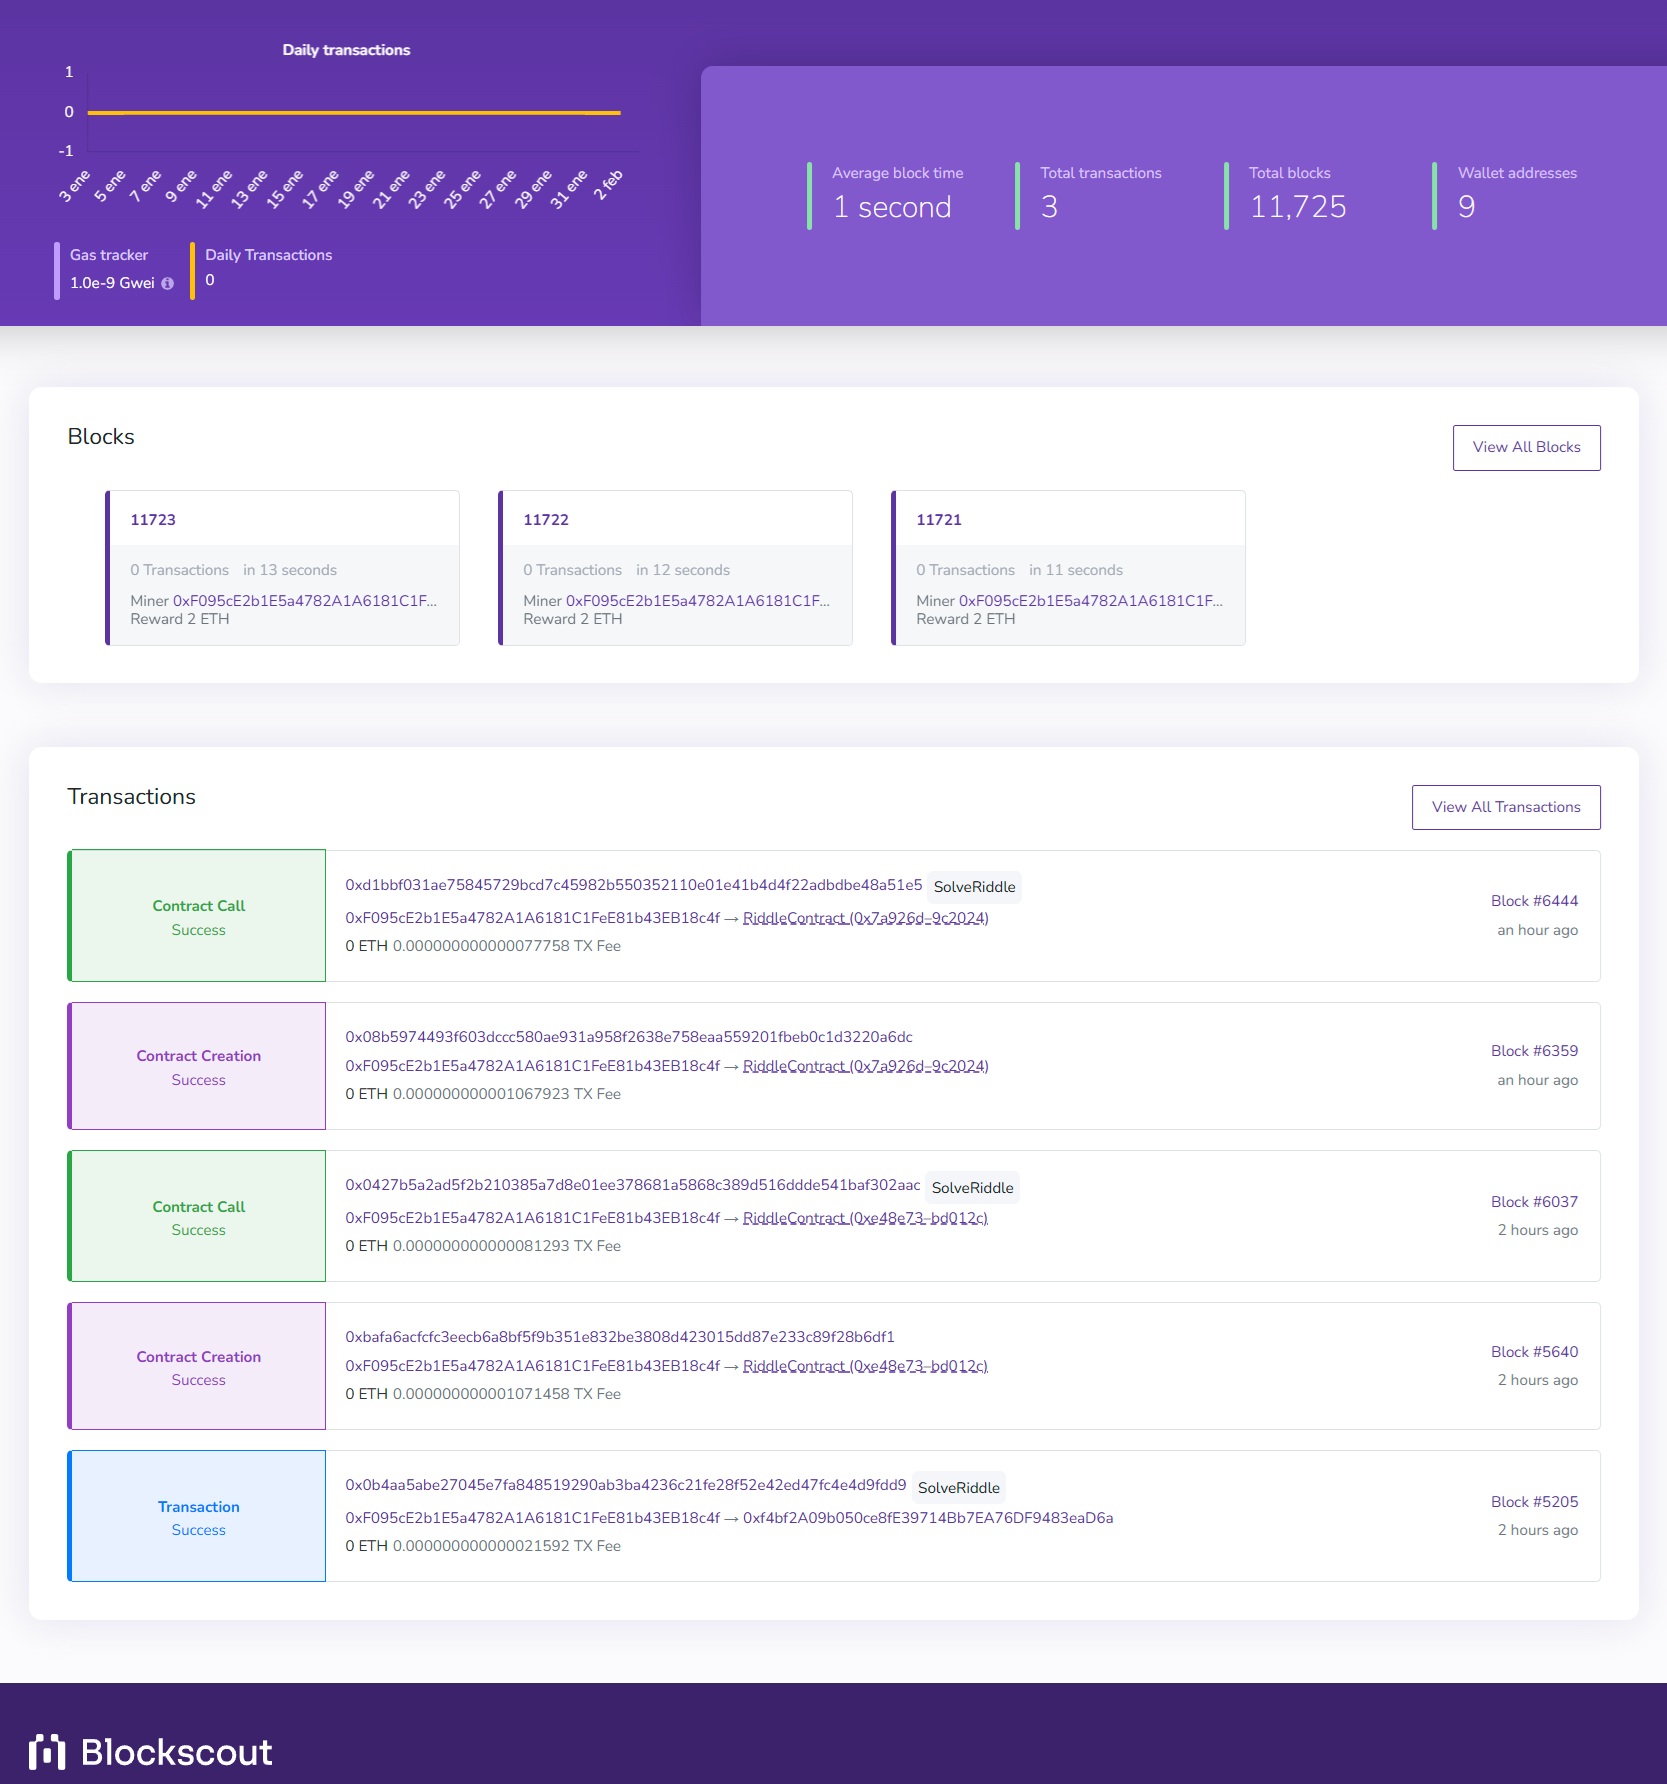 Daily transactions
1
0
-1
3 ene
5 ene
7 ene
9 ene
11 ene
13 ene
15 ene
17 ene
19 ene
21 ene
23 ene
25 ene
27 ene
29 ene
31 ene
2 feb
Gas tracker
1.0e-9 Gwei
Daily Transactions
0
Average block time
1 second
Total transactions
3
Total blocks
11,725
Wallet addresses
9
Blocks
View All Blocks
11723
0 Transactions in 13 seconds
Miner 0xF095cE2b1E5a4782A1A6181C1F...
Reward 2 ETH
11722
0 Transactions in 12 seconds
Miner 0xF095cE2b1E5a4782A1A6181C1F...
Reward 2 ETH
11721
0 Transactions in 11 seconds
Miner 0xF095cE2b1E5a4782A1A6181C1F...
Reward 2 ETH
Transactions
View All Transactions
Contract Call
Success
0xd1bbf031ae75845729bcd7c45982b550352110e01e41b4d4f22adbdbe48a51e5 SolveRiddle
0xF095cE2b1E5a4782A1A6181C1FeE81b43EB18c4f → RiddleContract (0x7a926d–9c2024)
0 ETH 0.000000000000077758 TX Fee
Block #6444
an hour ago
Contract Creation
Success
0x08b5974493f603dccc580ae931a958f2638e758eaa559201fbeb0c1d3220a6dc
0xF095cE2b1E5a4782A1A6181C1FeE81b43EB18c4f → RiddleContract (0x7a926d–9c2024)
0 ETH 0.000000000001067923 TX Fee
Block #6359
an hour ago
Contract Call
Success
0x0427b5a2ad5f2b210385a7d8e01ee378681a5868c389d516ddde541baf302aac SolveRiddle
0xF095cE2b1E5a4782A1A6181C1FeE81b43EB18c4f → RiddleContract (0xe48e73–bd012c)
0 ETH 0.000000000000081293 TX Fee
Block #6037
2 hours ago
Contract Creation
Success
0xbafa6acfcfc3eecb6a8bf5f9b351e832be3808d423015dd87e233c89f28b6df1
0xF095cE2b1E5a4782A1A6181C1FeE81b43EB18c4f → RiddleContract (0xe48e73–bd012c)
0 ETH 0.000000000001071458 TX Fee
Block #5640
2 hours ago
Transaction
Success
0x0b4aa5abe27045e7fa848519290ab3ba4236c21fe28f52e42ed47fc4e4d9fdd9 SolveRiddle
0xF095cE2b1E5a4782A1A6181C1FeE81b43EB18c4f → 0xf4bf2A09b050ce8fE39714Bb7EA76DF9483eaD6a
0 ETH 0.000000000000021592 TX Fee
Block #5205
2 hours ago
Blockscout